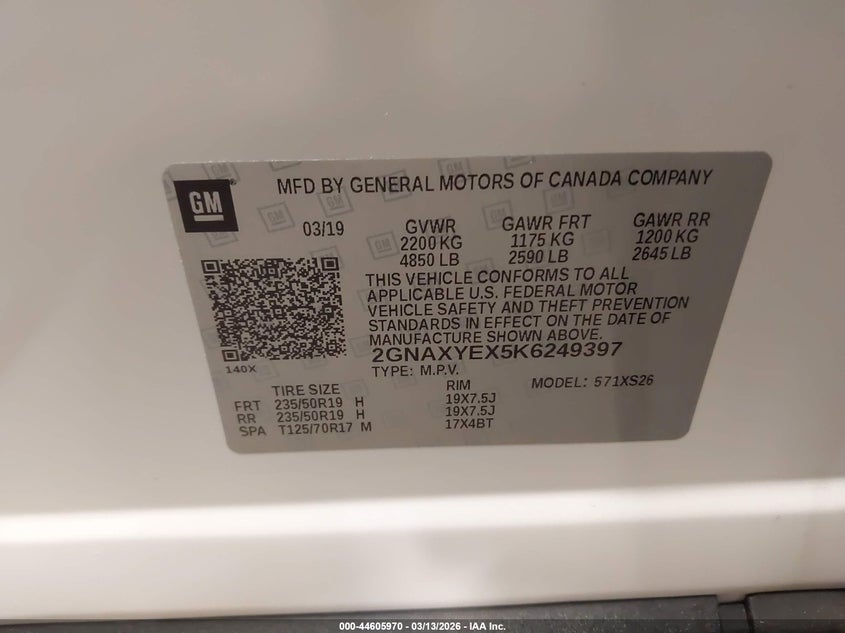 GM
MFD BY GENERAL MOTORS OF CANADA COMPANY
03/19 GVWR GAWR FRT GAWR RR
2200 KG 1175 KG 1200 KG
4850 LB 2590 LB 2645 LB
THIS VEHICLE CONFORMS TO ALL
APPLICABLE U.S. FEDERAL MOTOR
VEHICLE SAFETY AND THEFT PREVENTION
STANDARDS IN EFFECT ON THE DATE OF
MANUFACTURE SHOWN ABOVE.
2GNAXYEX5K6249397
140X TYPE: M.P.V. MODEL: 571XS26
TIRE SIZE RIM
FRT 235/50R19 H 19X7.5J
RR 235/50R19 H 19X7.5J
SPA T125/70R17 M 17X4BT
000-44605970 - 03/13/2026 - IAA Inc.